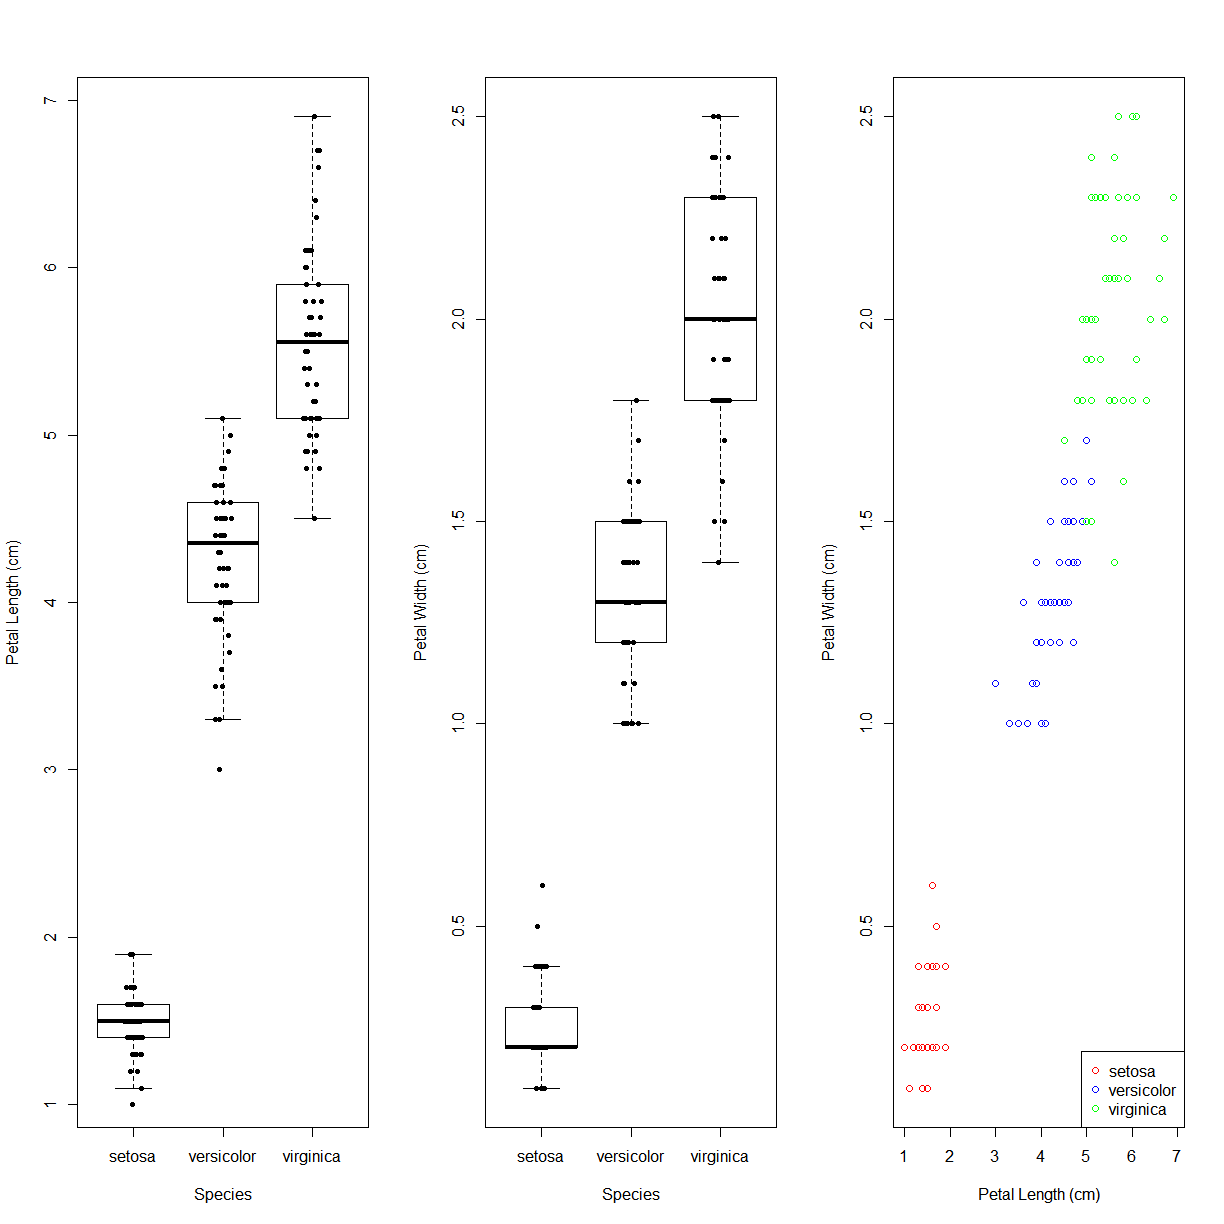 7
6
5
4
3
2
1
Petal Length (cm)
setosa versicolor virginica
Species
2.5
2.0
1.5
1.0
0.5
Petal Width (cm)
setosa versicolor virginica
Species
2.5
2.0
1.5
1.0
0.5
Petal Width (cm)
setosa
versicolor
virginica
1 2 3 4 5 6 7
Petal Length (cm)